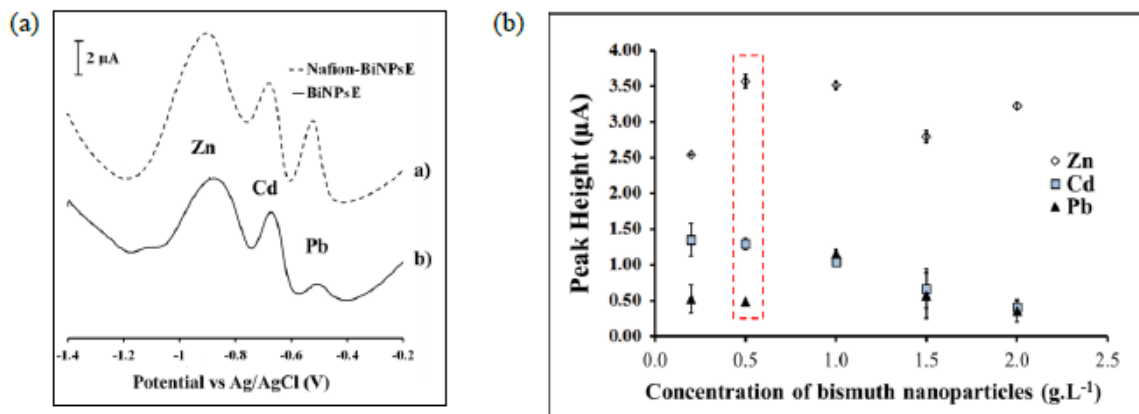 (a)
2 µA
Nafion-BiNPsE
BiNPsE
Zn
Cd
Pb
a)
b)
-1.4 -1.2 -1 -0.8 -0.6 -0.4 -0.2
Potential vs Ag/AgCl (V)
(b)
Peak Height (µA)
4.00
3.50
3.00
2.50
2.00
1.50
1.00
0.50
0.00
Zn
Cd
Pb
0.0 0.5 1.0 1.5 2.0 2.5
Concentration of bismuth nanoparticles (g.L⁻¹)